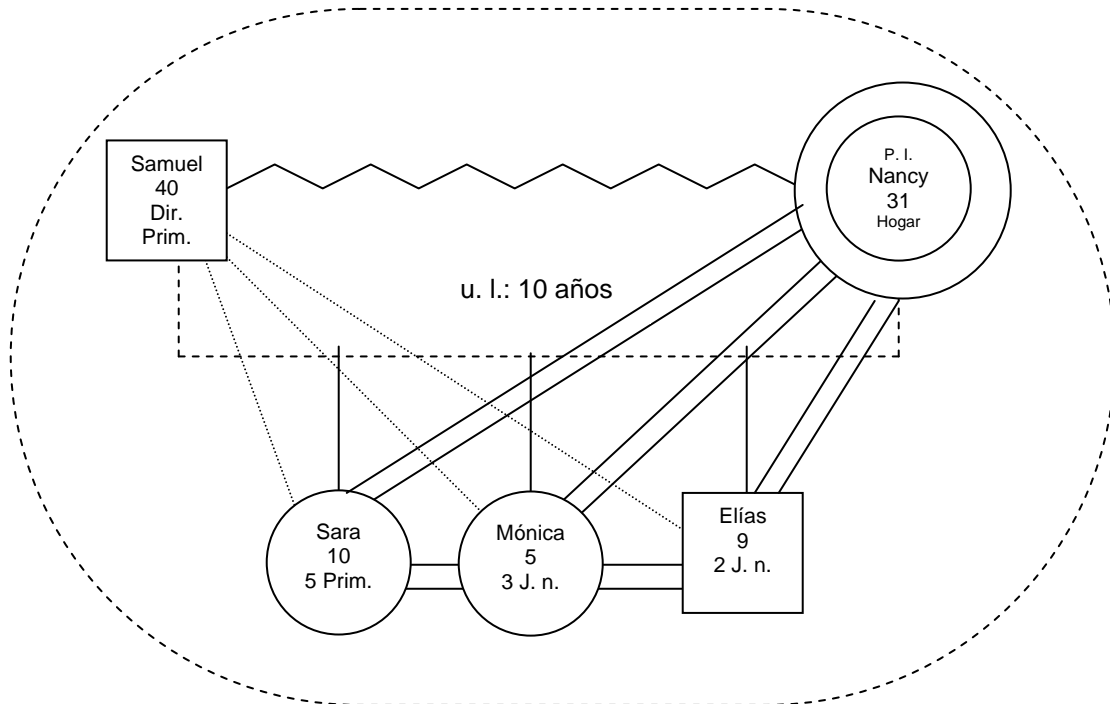 Samuel
40
Dir.
Prim.
P. I.
Nancy
31
Hogar
u. l.: 10 años
Sara
10
5 Prim.
Mónica
5
3 J. n.
Elías
9
2 J. n.